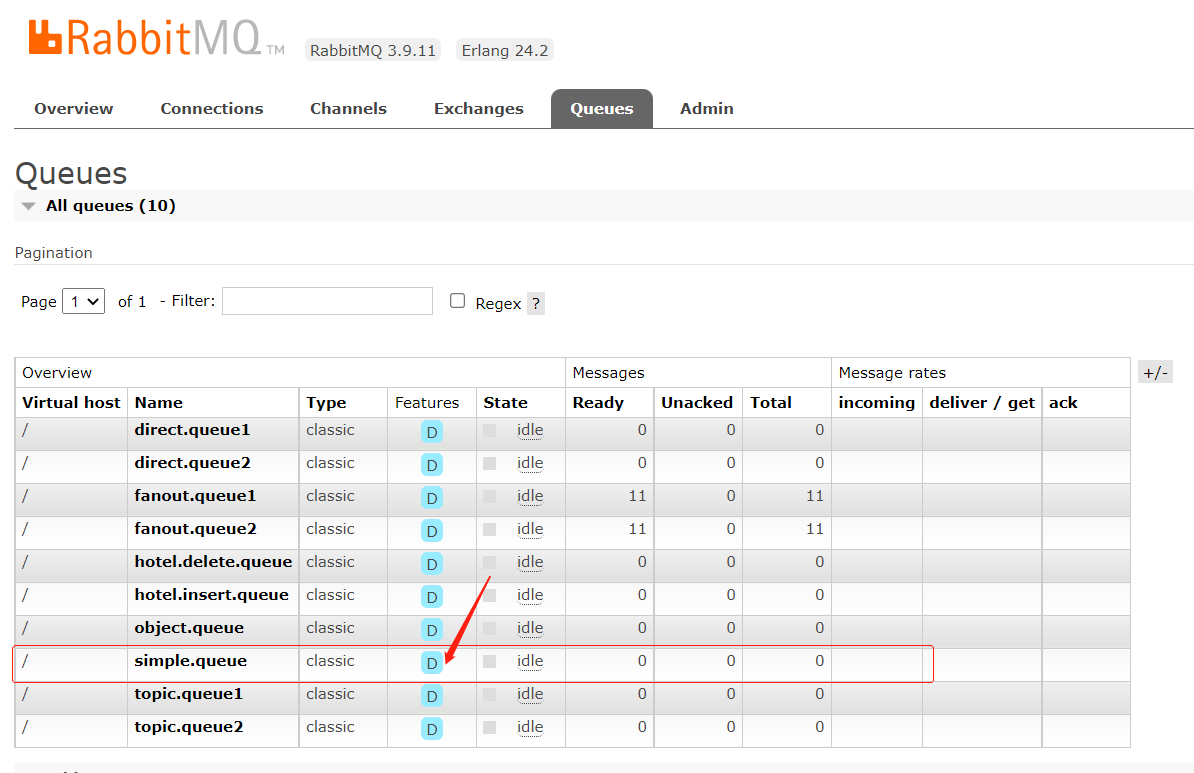 RabbitMQ TM RabbitMQ 3.9.11 Erlang 24.2
Overview Connections Channels Exchanges Queues Admin
Queues
All queues (10)
Pagination
Page 1 of 1 - Filter: Regex ?
Overview Messages Message rates +/-
Virtual host Name Type Features State Ready Unacked Total incoming deliver / get ack
/ direct.queue1 classic D idle 0 0 0
/ direct.queue2 classic D idle 0 0 0
/ fanout.queue1 classic D idle 11 0 11
/ fanout.queue2 classic D idle 11 0 11
/ hotel.delete.queue classic D idle 0 0 0
/ hotel.insert.queue classic D idle 0 0 0
/ object.queue classic D idle 0 0 0
/ simple.queue classic D idle 0 0 0
/ topic.queue1 classic D idle 0 0 0
/ topic.queue2 classic D idle 0 0 0